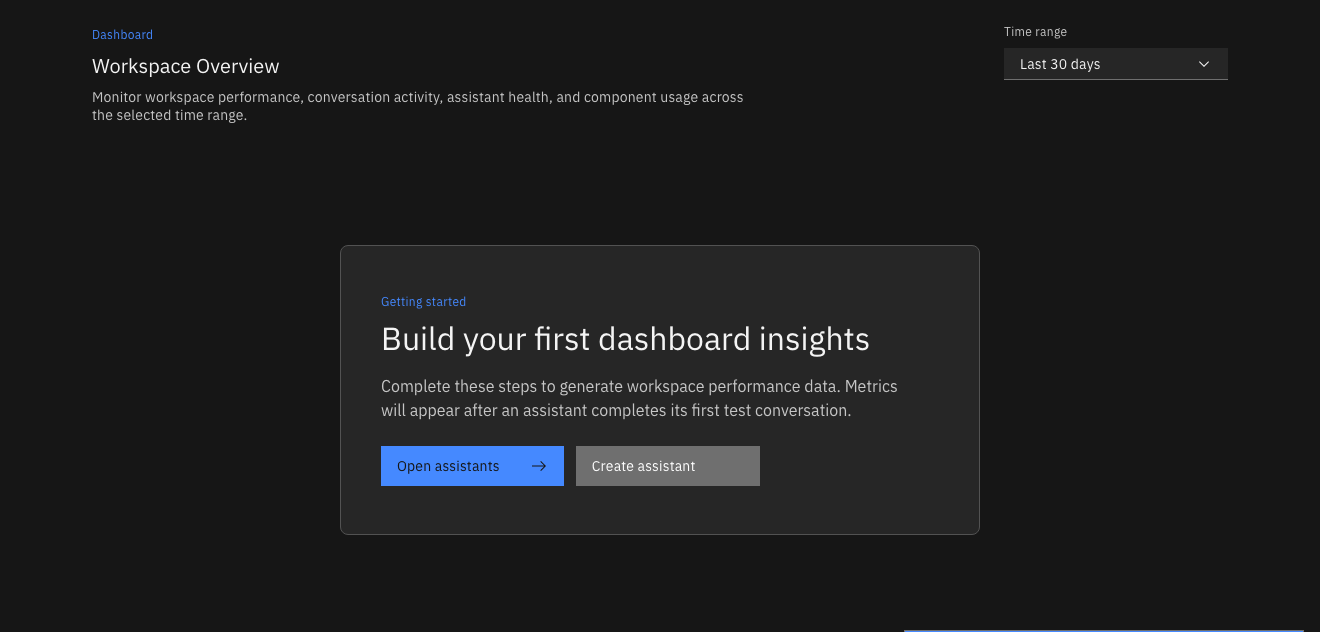 Dashboard
Workspace Overview
Monitor workspace performance, conversation activity, assistant health, and component usage across
the selected time range.
Time range
Last 30 days
Getting started
Build your first dashboard insights
Complete these steps to generate workspace performance data. Metrics
will appear after an assistant completes its first test conversation.
Open assistants
Create assistant